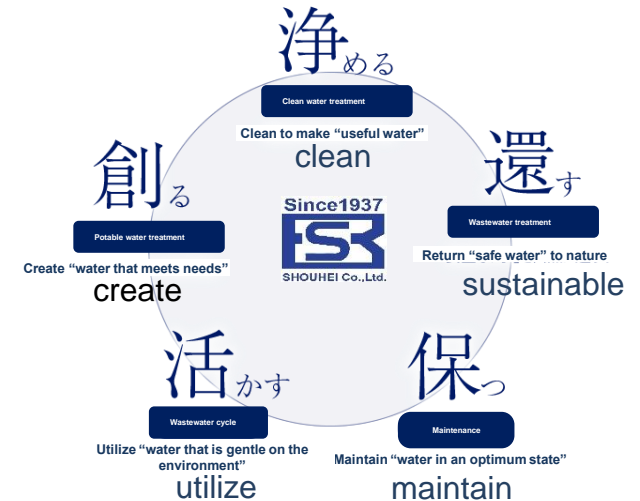 浄める
Clean water treatment
Clean to make “useful water”
clean
還す
Wastewater treatment
Return “safe water” to nature
sustainable
保つ
Maintenance
Maintain “water in an optimum state”
maintain
活かす
Wastewater cycle
Utilize “water that is gentle on the
environment”
utilize
創る
Potable water treatment
Create “water that meets needs”
create
Since1937
ESR
SHOUHEI Co.,Ltd.